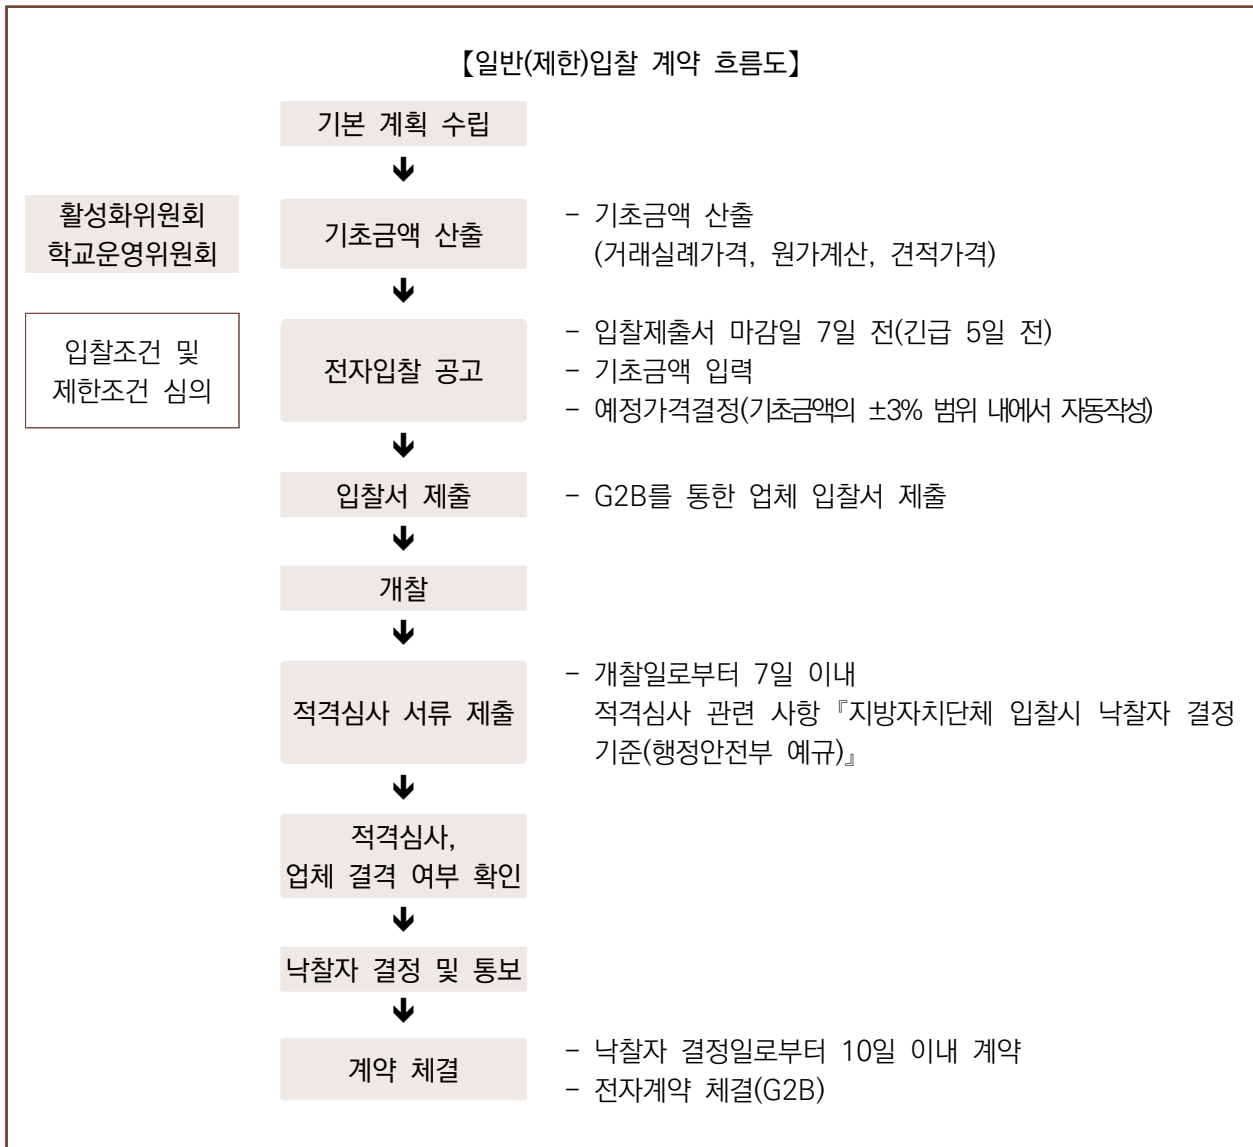 【일반(제한)입찰 계약 흐름도】
기본 계획 수립
활성화위원회
학교운영위원회
기초금액 산출
- 기초금액 산출
(거래실례가격, 원가계산, 견적가격)
입찰조건 및
제한조건 심의
전자입찰 공고
- 입찰제출서 마감일 7일 전(긴급 5일 전)
- 기초금액 입력
- 예정가격결정(기초금액의 ±3% 범위 내에서 자동작성)
입찰서 제출
- G2B를 통한 업체 입찰서 제출
개찰
적격심사 서류 제출
- 개찰일로부터 7일 이내
적격심사 관련 사항 『지방자치단체 입찰시 낙찰자 결정
기준(행정안전부 예규)』
적격심사,
업체 결격 여부 확인
낙찰자 결정 및 통보
계약 체결
- 낙찰자 결정일로부터 10일 이내 계약
- 전자계약 체결(G2B)